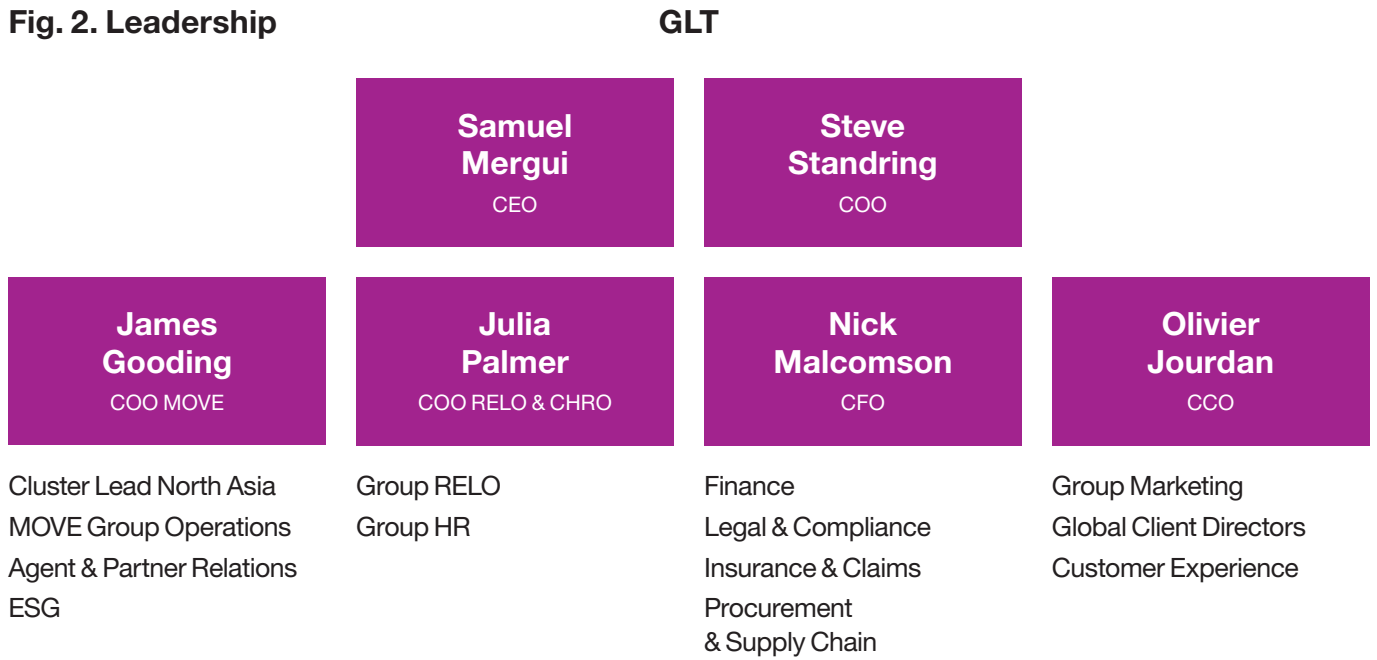 Fig. 2. Leadership
GLT
Samuel
Mergui
CEO
Steve
Standring
COO
James
Gooding
COO MOVE
Julia
Palmer
COO RELO & CHRO
Nick
Malcomson
CFO
Olivier
Jourdan
CCO
Cluster Lead North Asia
MOVE Group Operations
Agent & Partner Relations
ESG
Group RELO
Group HR
Finance
Legal & Compliance
Insurance & Claims
Procurement
& Supply Chain
Group Marketing
Global Client Directors
Customer Experience